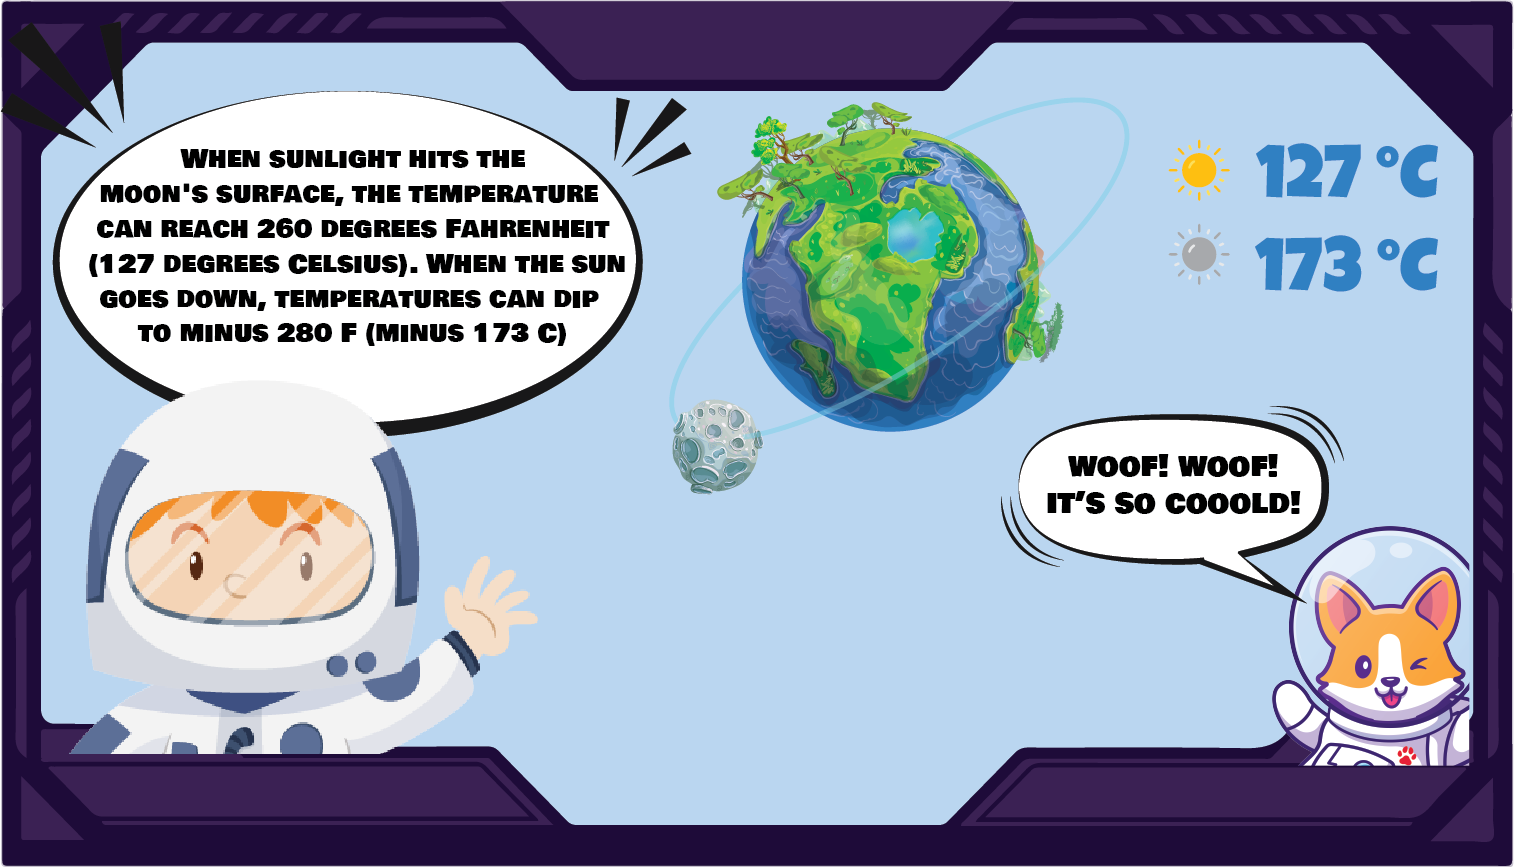 When sunlight hits the
moon's surface, the temperature
can reach 260 degrees Fahrenheit
(127 degrees Celsius). When the sun
goes down, temperatures can dip
to minus 280 F (minus 173 C)
127 °C
173 °C
WOOF! WOOF!
IT'S SO COOOLD!